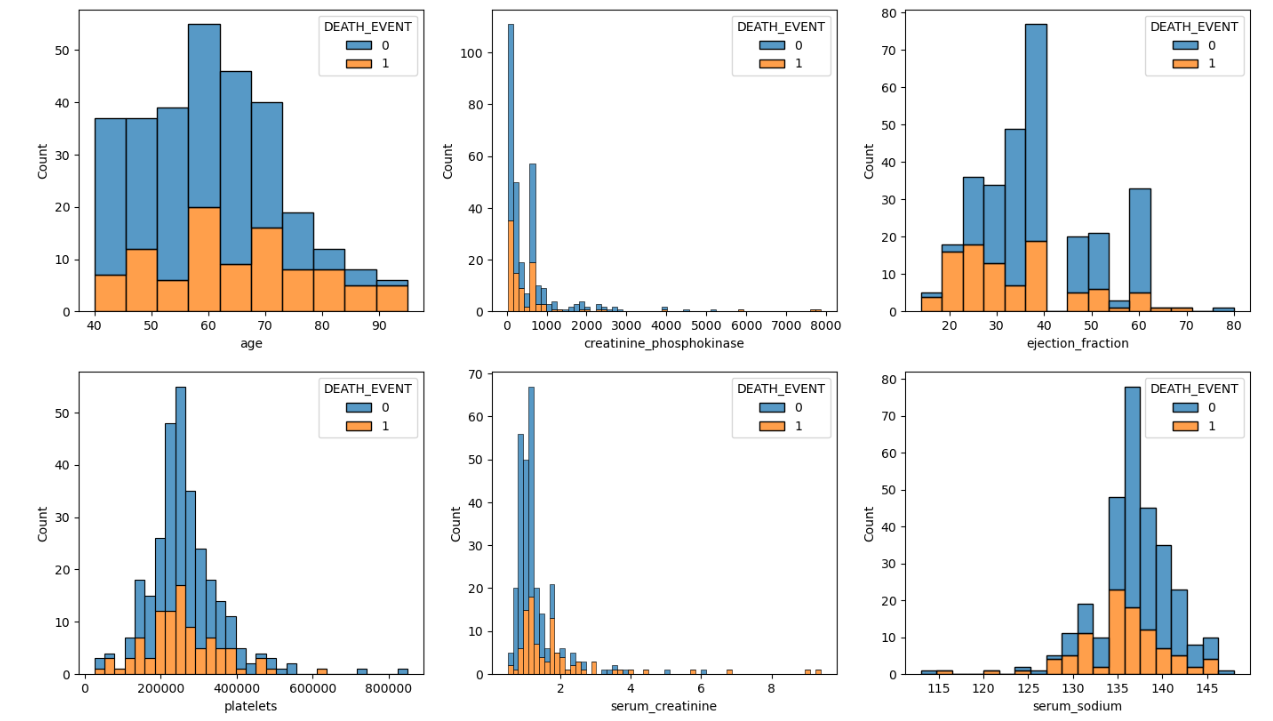 DEATH_EVENT
0
1
50
40
30
20
10
0
Count
40 50 60 70 80 90
age
DEATH_EVENT
0
1
100
80
60
40
20
0
Count
0 1000 2000 3000 4000 5000 6000 7000 8000
creatinine_phosphokinase
DEATH_EVENT
0
1
80
70
60
50
40
30
20
10
0
Count
20 30 40 50 60 70 80
ejection_fraction
DEATH_EVENT
0
1
50
40
30
20
10
0
Count
0 200000 400000 600000 800000
platelets
DEATH_EVENT
0
1
70
60
50
40
30
20
10
0
Count
2 4 6 8
serum_creatinine
DEATH_EVENT
0
1
80
70
60
50
40
30
20
10
0
Count
115 120 125 130 135 140 145
serum_sodium